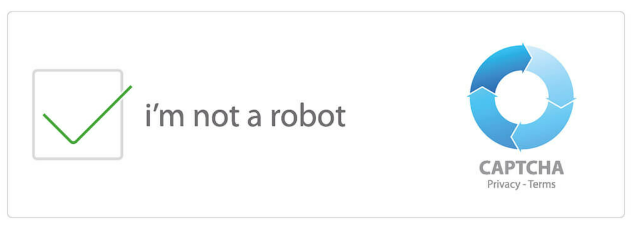 i'm not a robot
CAPTCHA
Privacy - Terms